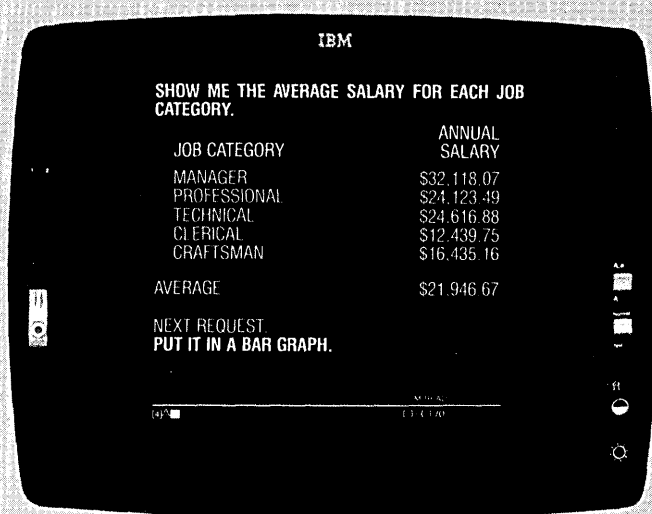 IBM
SHOW ME THE AVERAGE SALARY FOR EACH JOB
CATEGORY.
ANNUAL
JOB CATEGORY SALARY
MANAGER $32,118.07
PROFESSIONAL $24,123.49
TECHNICAL $24,616.88
CLERICAL $12,439.75
CRAFTSMAN $16,435.16
AVERAGE $21,946.67
NEXT REQUEST.
PUT IT IN A BAR GRAPH.